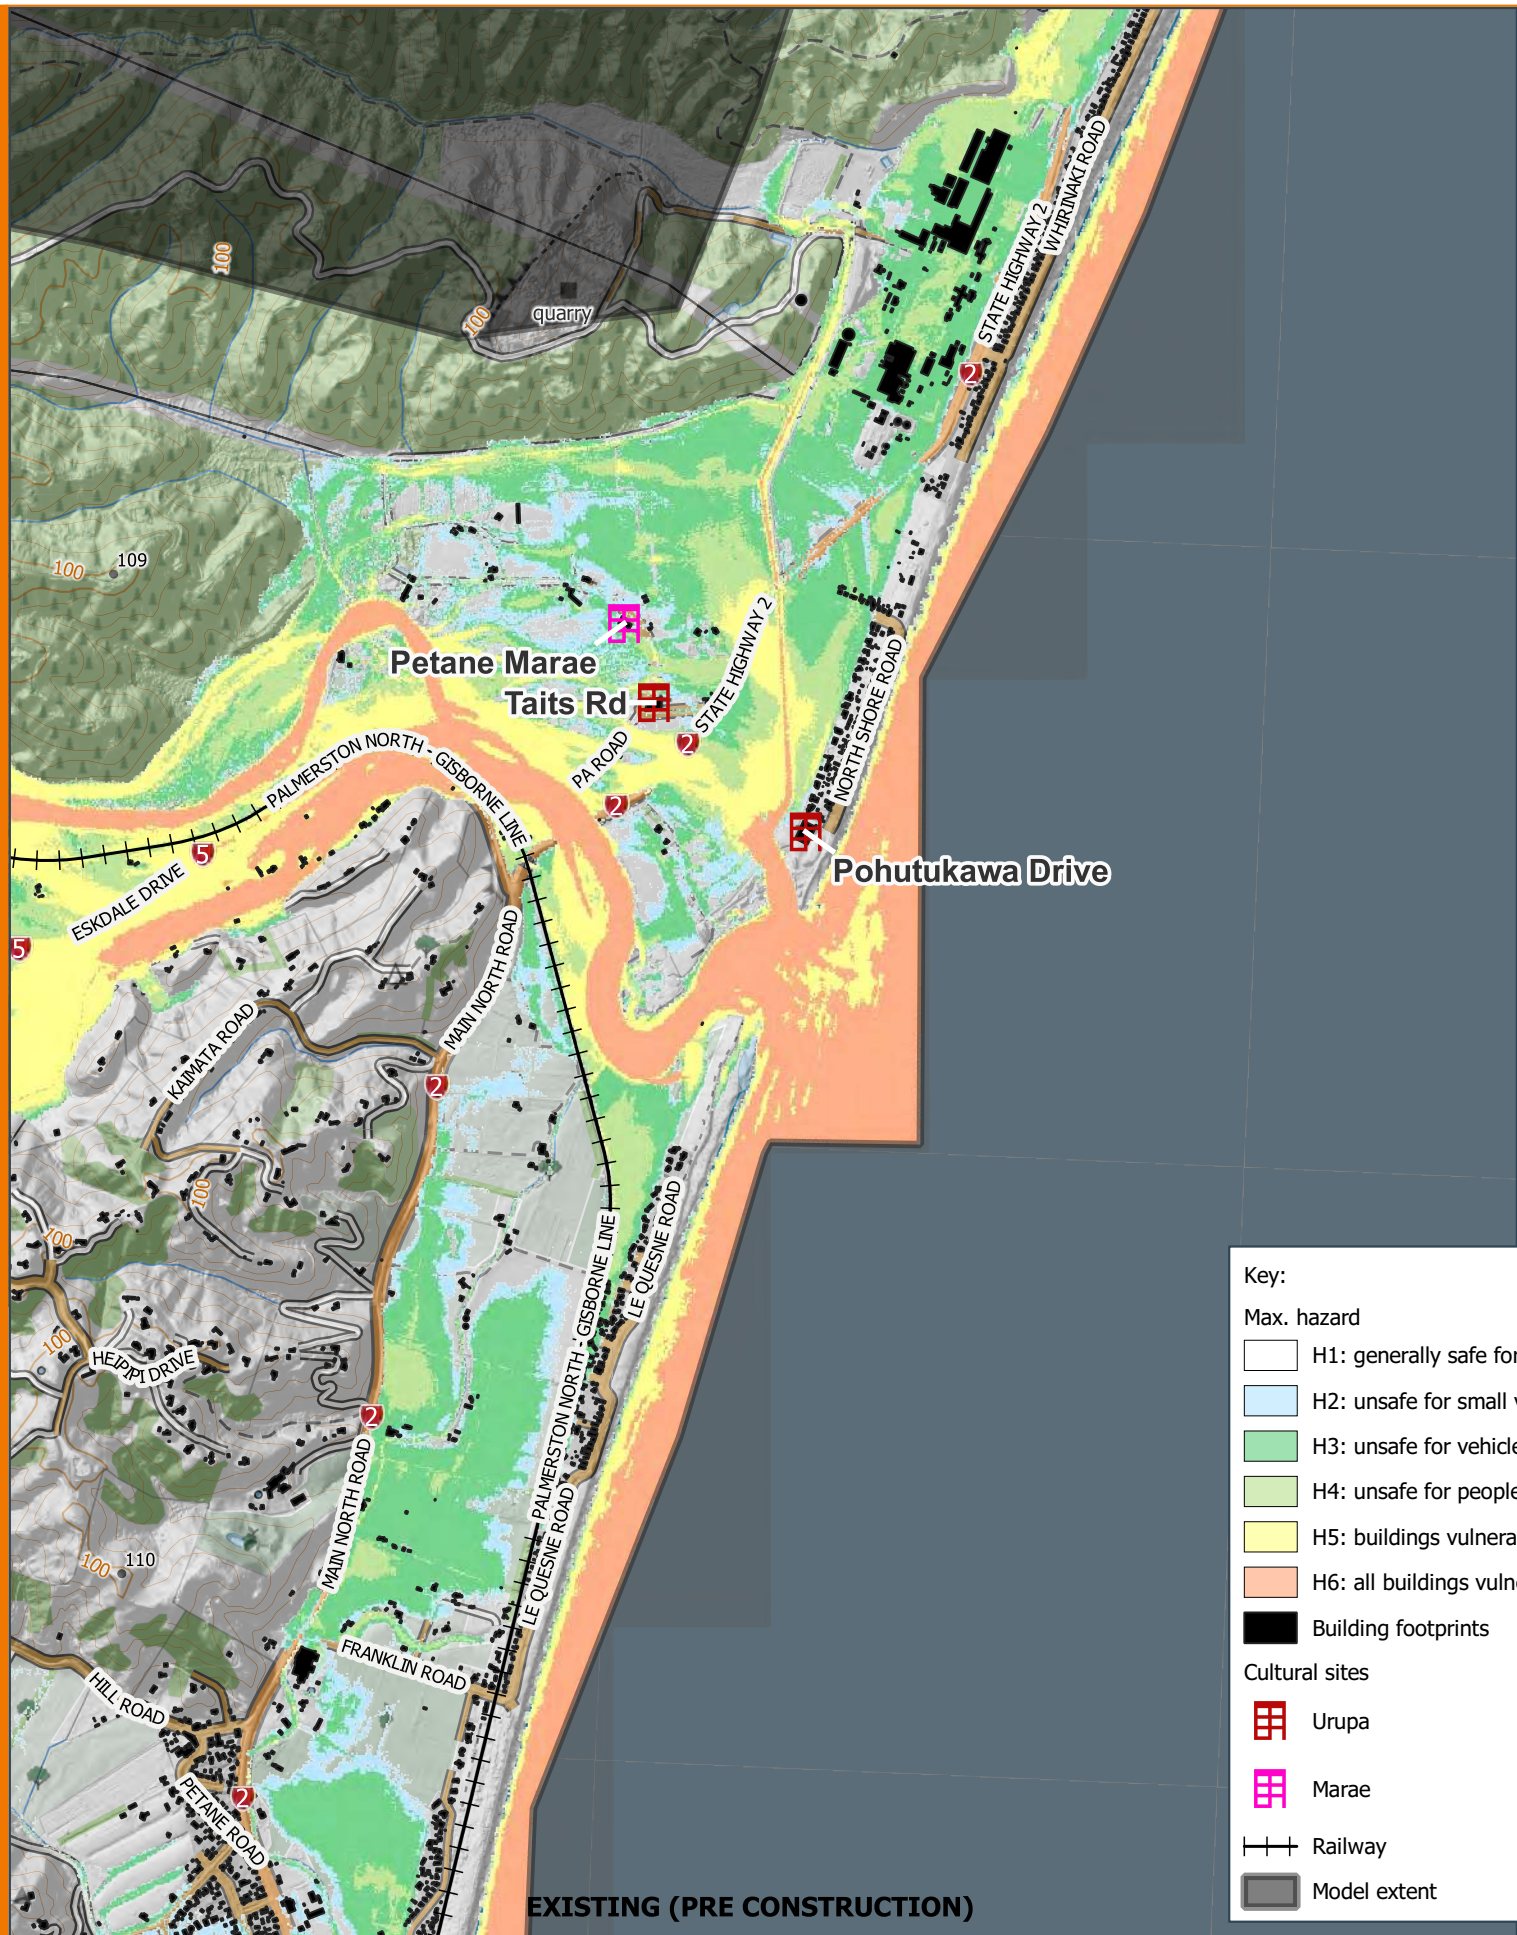 WHIRINAKI ROAD
STATE HIGHWAY 2
100
100
quarry
2
109
100
STATE HIGHWAY 2
Petane Marae
NORTH SHORE ROAD
Taits Rd
2
PALMERSTON NORTH - GISBORNE LINE
PA ROAD
2
5
Pohutukawa Drive
ESKDALE DRIVE
5
MAIN NORTH ROAD
KAIMATA ROAD
2
100
100
LE QUESNE ROAD
PALMERSTON NORTH - GISBORNE LINE
100
HEIPIPI DRIVE
2
MAIN NORTH ROAD
LE QUESNE ROAD
100
110
FRANKLIN ROAD
HILL ROAD
2
PETANE ROAD
EXISTING (PRE CONSTRUCTION)
Key:
Max. hazard
H1: generally safe for
H2: unsafe for small
H3: unsafe for vehicle
H4: unsafe for people
H5: buildings vulnera
H6: all buildings vuln
Building footprints
Cultural sites
Urupa
Marae
Railway
Model extent